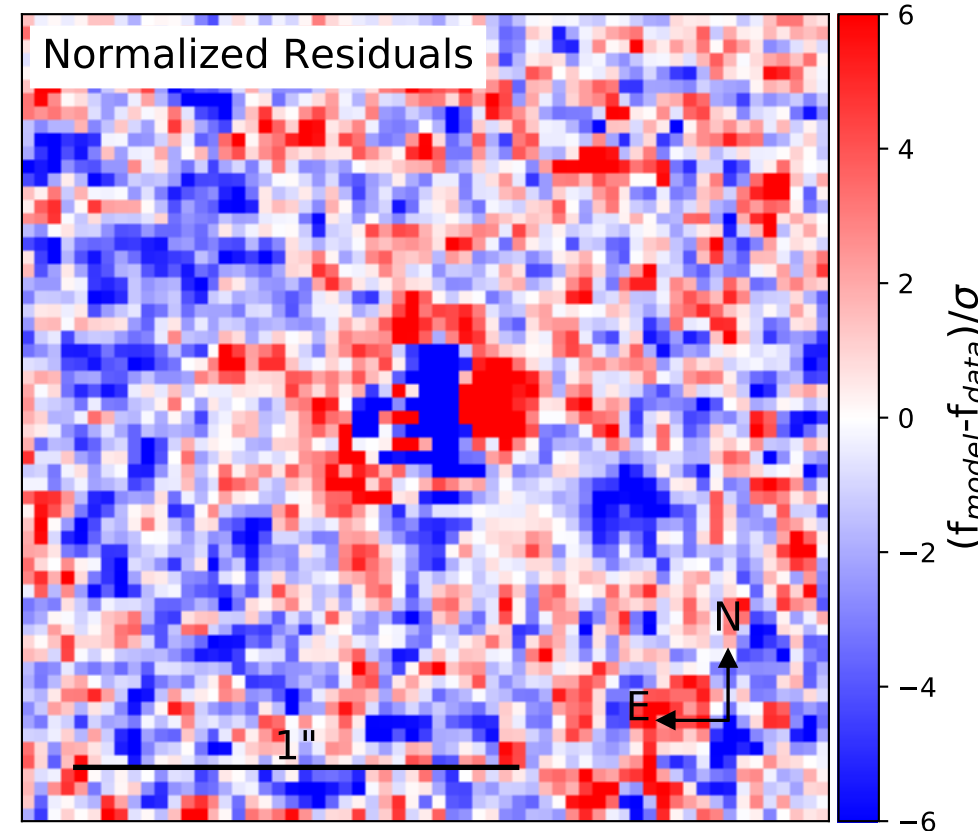 Normalized Residuals
6
4
2
0
−2
−4
−6
(f_model-f_data)/σ
N
E
1"